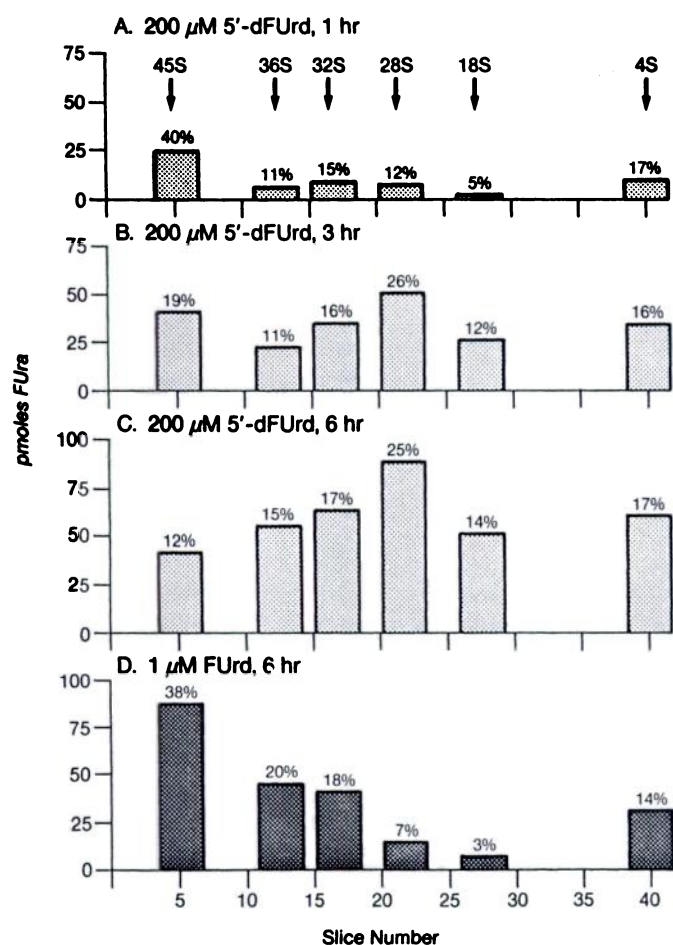 A. 200 μM 5′-dFUrd, 1 hr
75
45S 36S 32S 28S 18S 4S
50
40%
25
11% 15% 12% 5% 17%
0
B. 200 μM 5′-dFUrd, 3 hr
75
50
19% 11% 16% 26% 12% 16%
25
0
pmoles FUra
C. 200 μM 5′-dFUrd, 6 hr
100
75
50
12% 15% 17% 25% 14% 17%
25
0
D. 1 μM FUrd, 6 hr
100
38%
75
50
20% 18% 7% 3% 14%
25
0
5 10 15 20 25 30 35 40
Slice Number